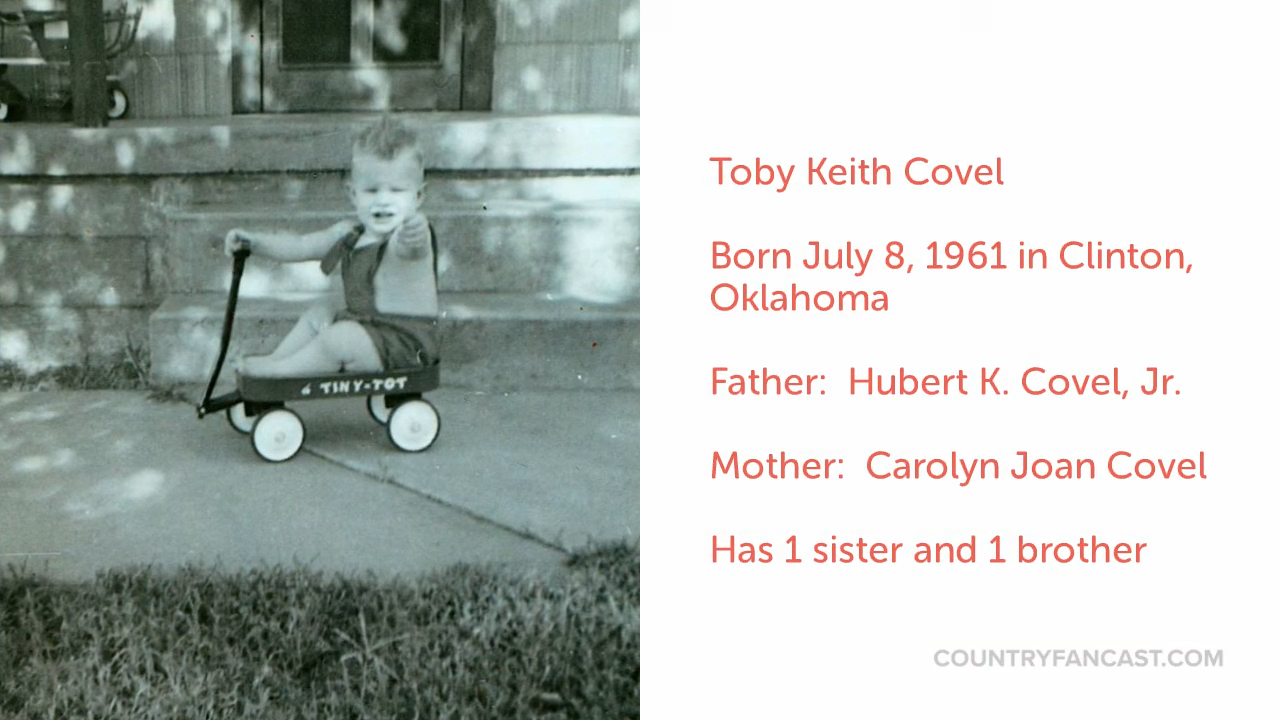 TINY-TOT
Toby Keith Covel
Born July 8, 1961 in Clinton,
Oklahoma
Father:  Hubert K. Covel, Jr.
Mother:  Carolyn Joan Covel
Has 1 sister and 1 brother
COUNTRYFANCAST.COM